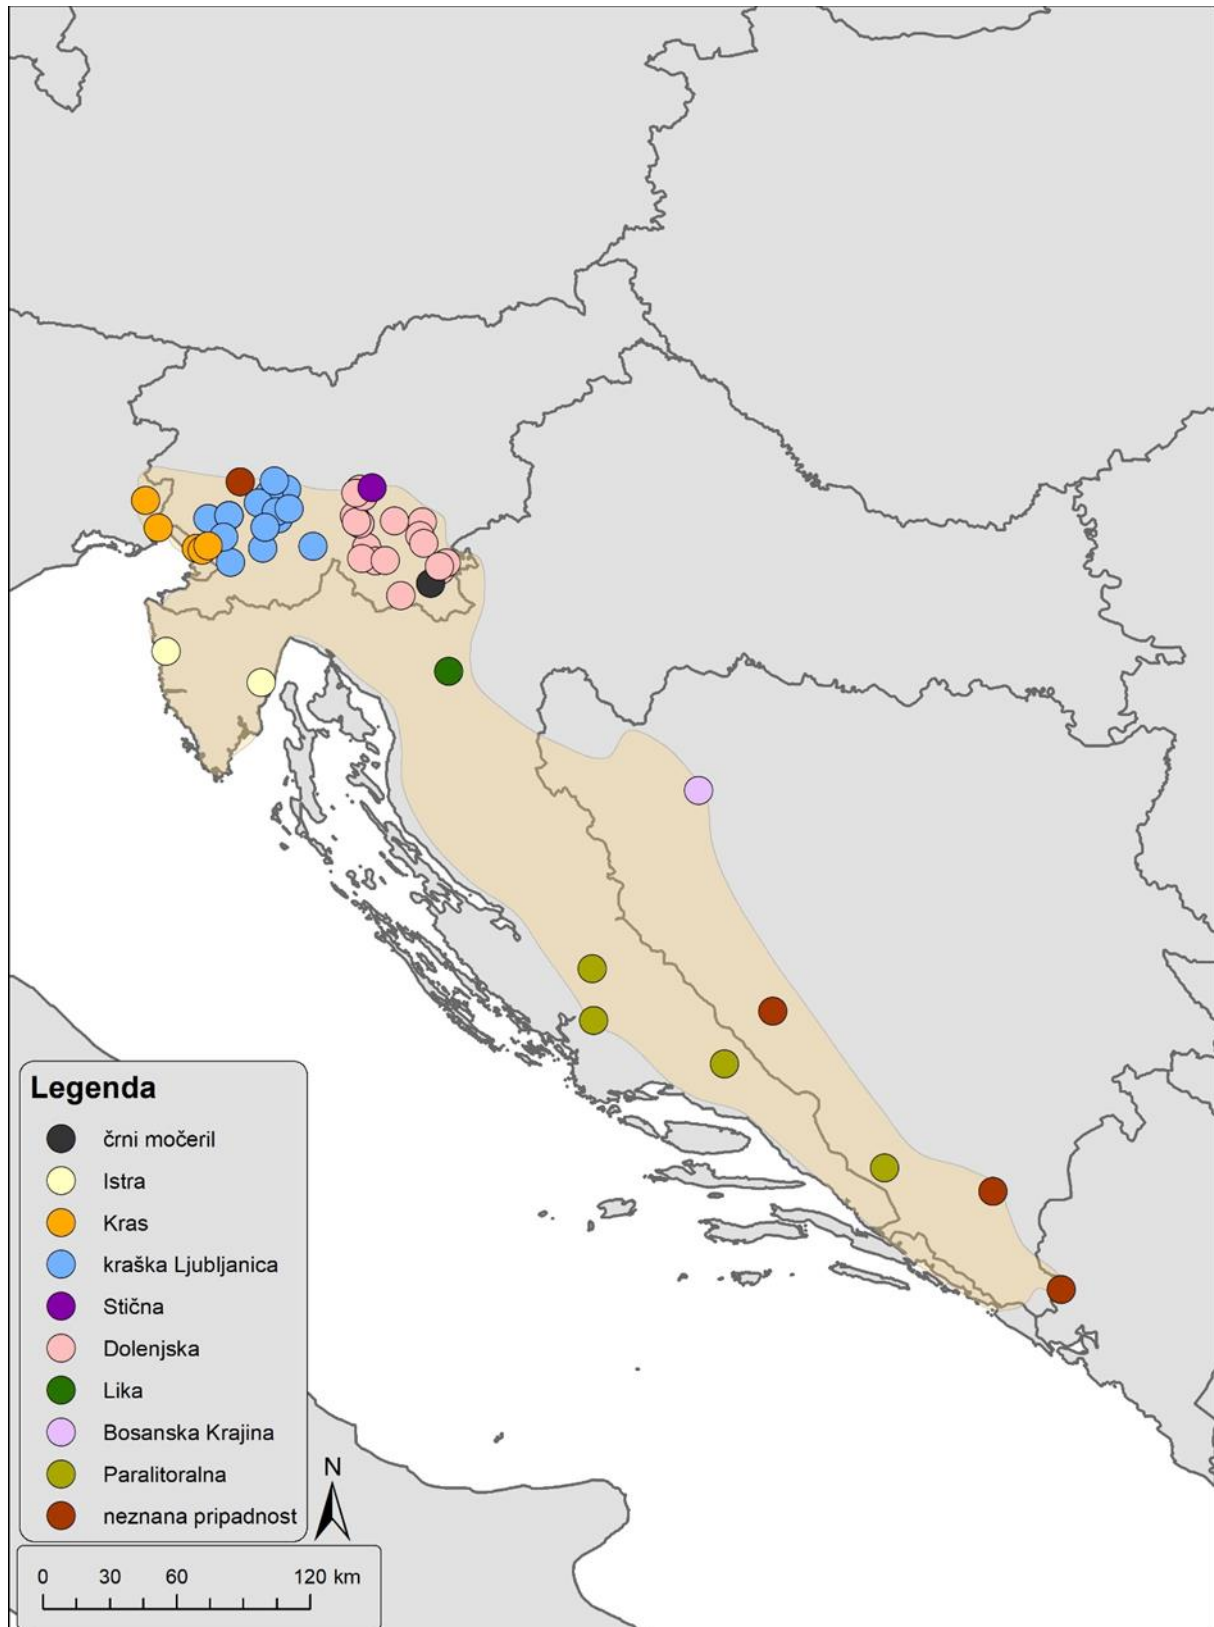 Legenda
črni močeril
Istra
Kras
kraška Ljubljanica
Stična
Dolenjska
Lika
Bosanska Krajina
Paralitoralna
neznana pripadnost
N
0 30 60 120 km